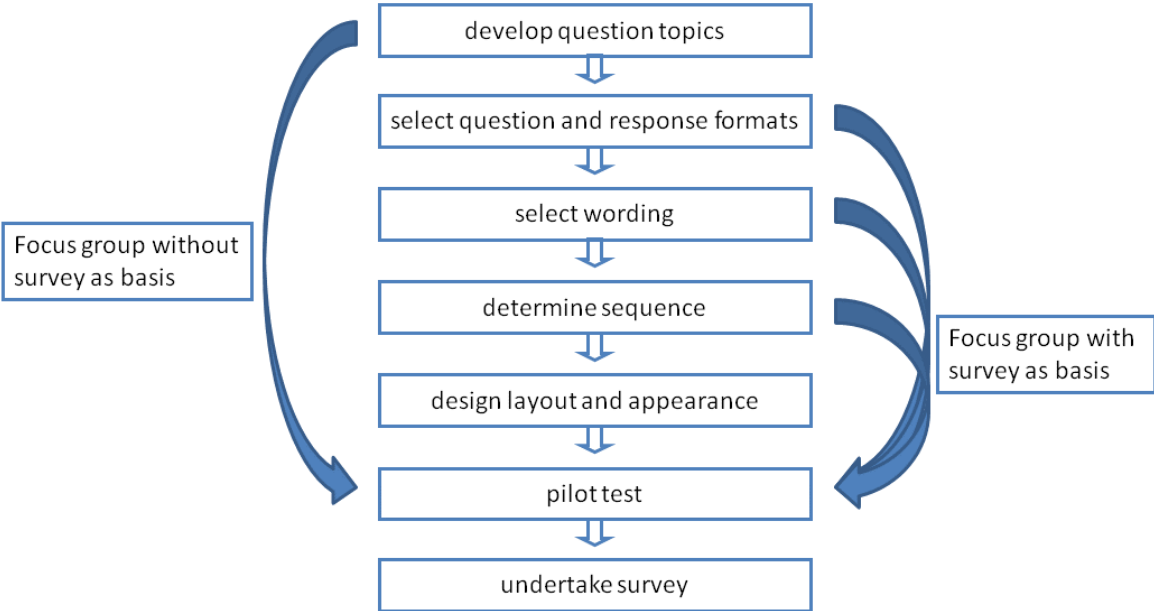 develop question topics
select question and response formats
select wording
Focus group without
survey as basis
determine sequence
Focus group with
survey as basis
design layout and appearance
pilot test
undertake survey